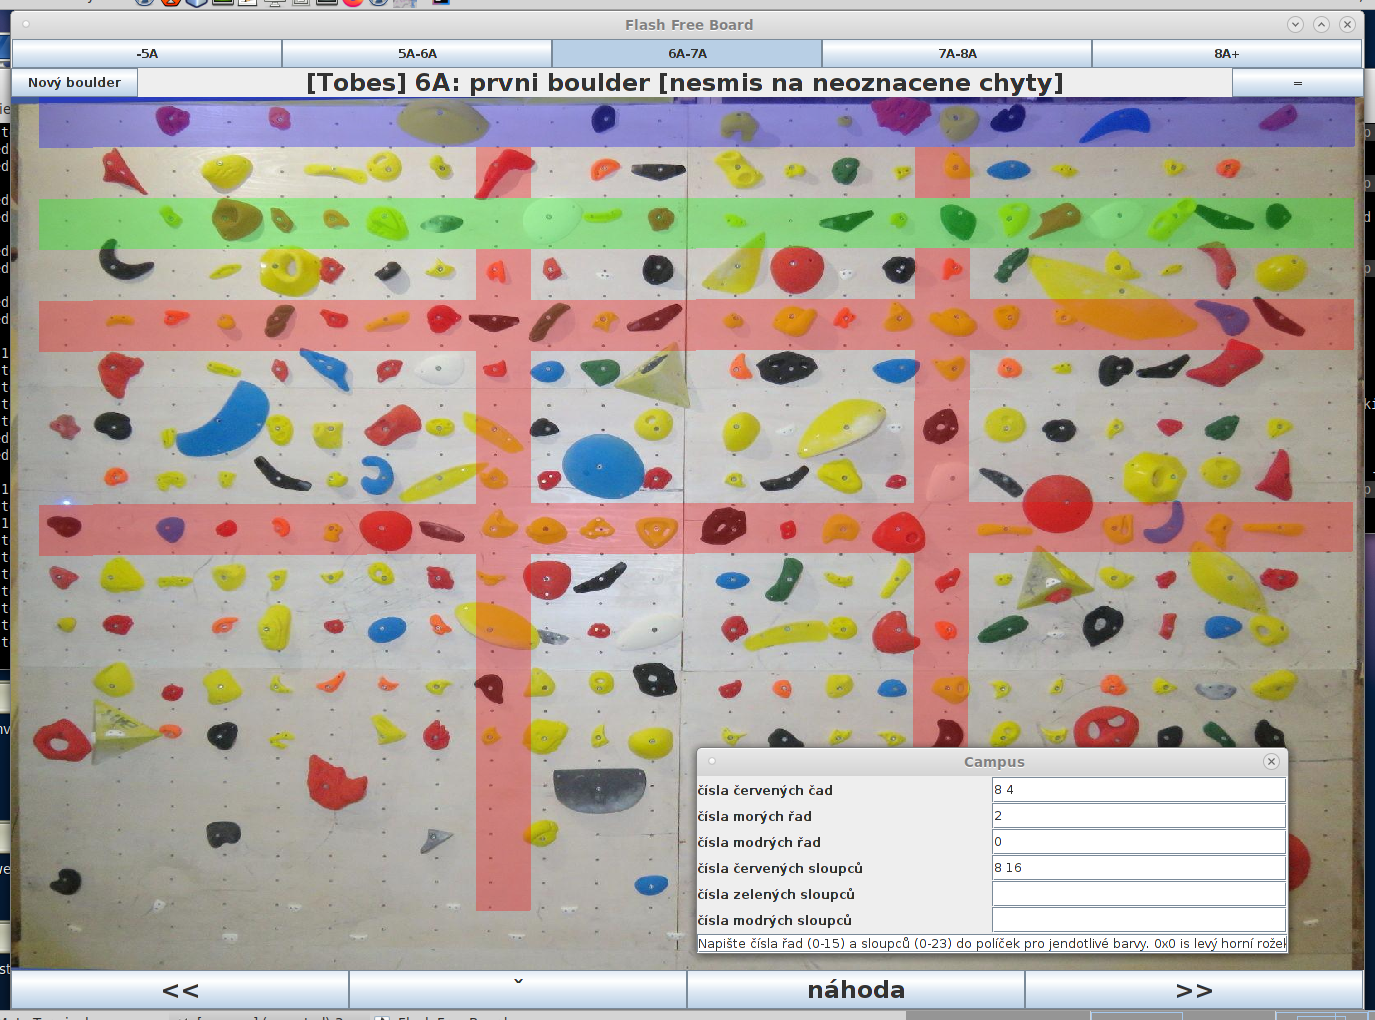 Flash Free Board
-5A
5A-6A
6A-7A
7A-8A
8A+
Nový boulder
[Tobes] 6A: prvni boulder [nesmis na neoznacene chyty]
=
Campus
čísla červených čad
8 4
čísla morých řad
2
čísla modrých řad
0
čísla červených sloupců
8 16
čísla zelených sloupců
čísla modrých sloupců
Napište čísla řad (0-15) a sloupců (0-23) do políček pro jendotlivé barvy. 0x0 is levý horní rožek
<<
ˇ
náhoda
>>